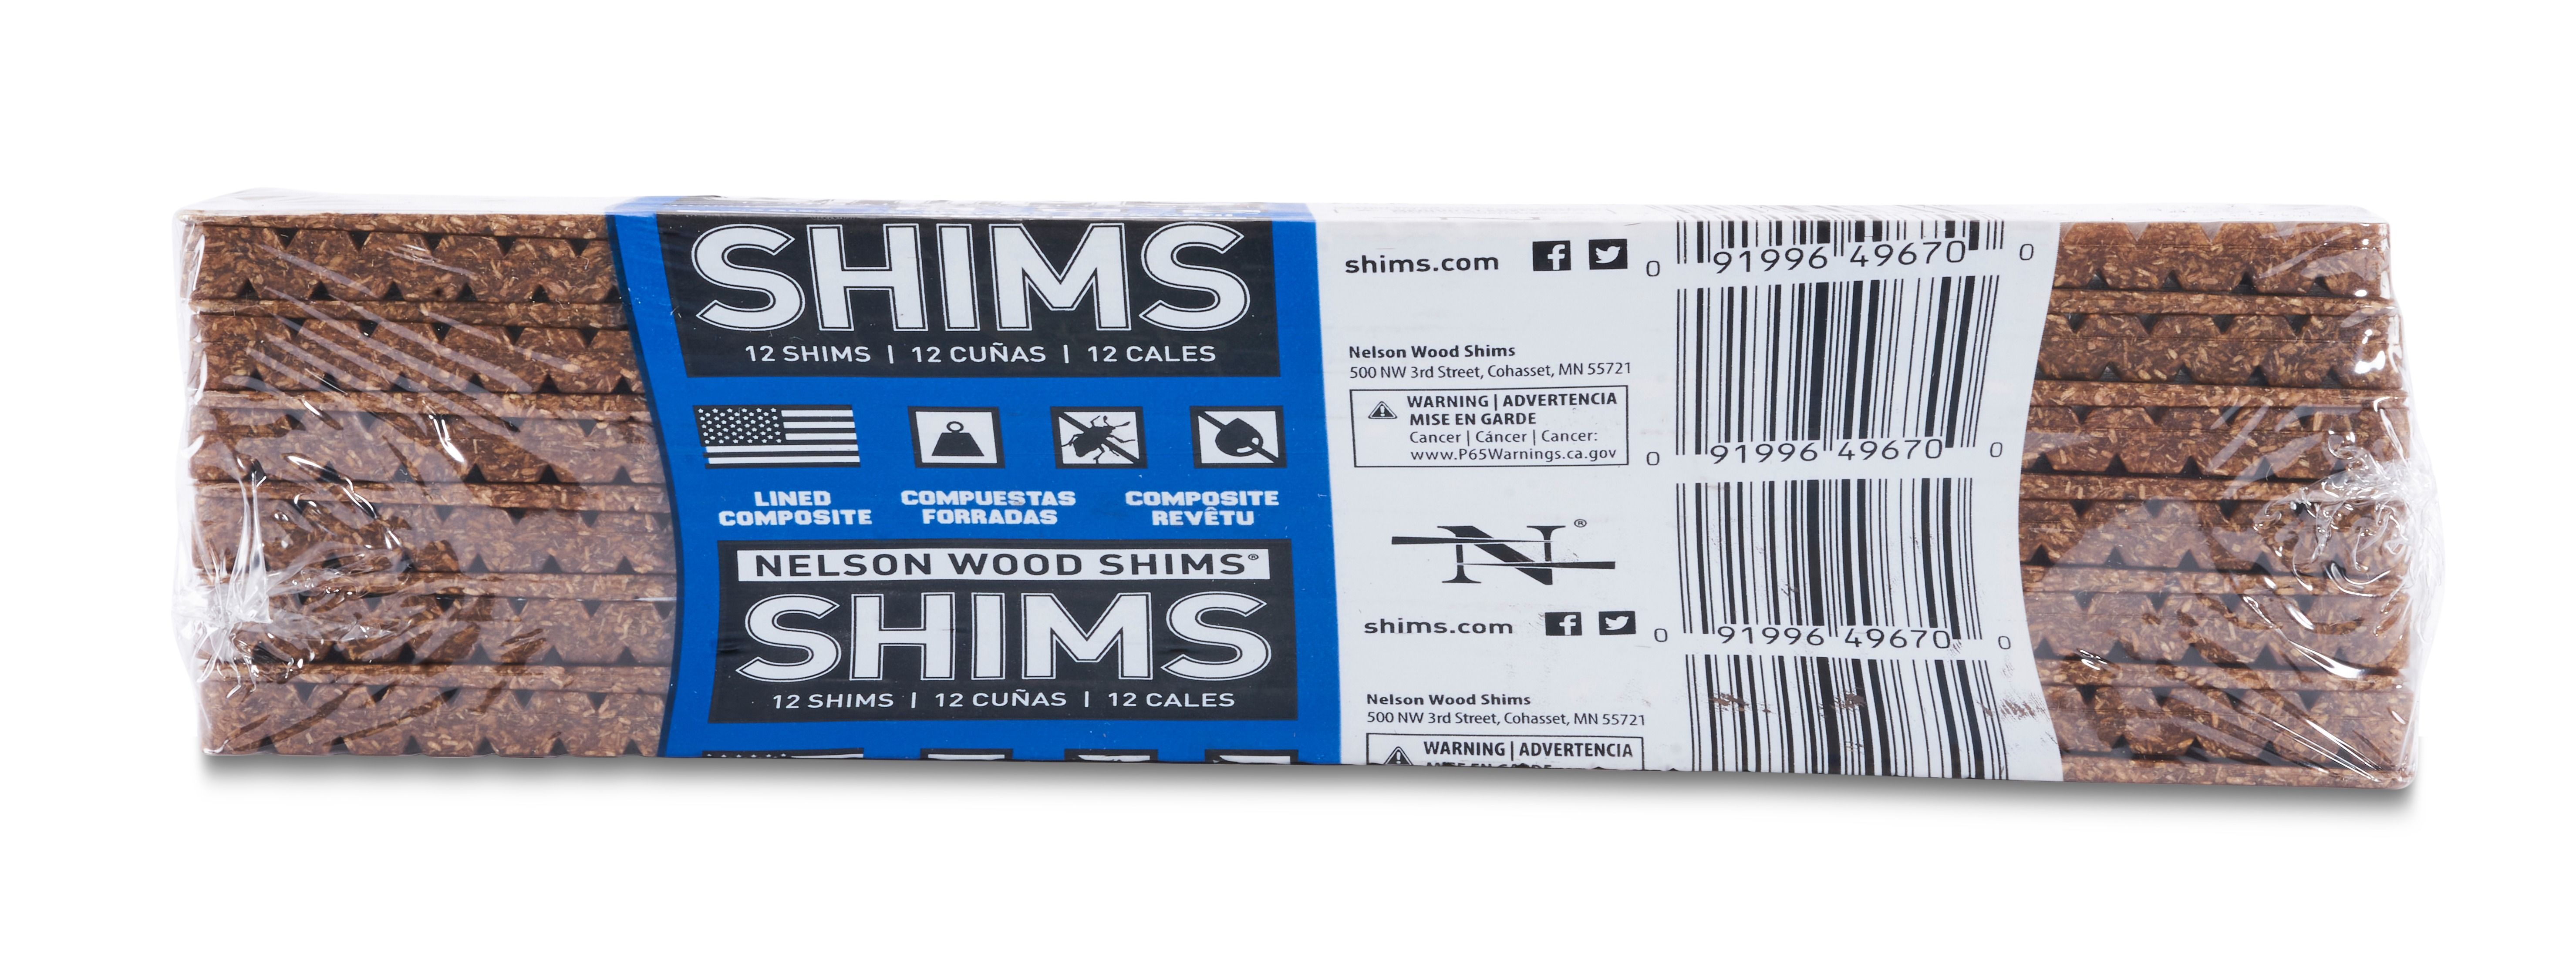 SHIMS
12 SHIMS | 12 CUÑAS | 12 CALES
LINED COMPOSITE
COMPUESTAS FORRADAS
COMPOSITE REVÊTU
NELSON WOOD SHIMS®
SHIMS
12 SHIMS | 12 CUÑAS | 12 CALES
shims.com
Nelson Wood Shims
500 NW 3rd Street, Cohasset, MN 55721
WARNING | ADVERTENCIA
MISE EN GARDE
Cancer | Cáncer | Cancer:
www.P65Warnings.ca.gov
N®
shims.com
Nelson Wood Shims
500 NW 3rd Street, Cohasset, MN 55721
WARNING | ADVERTENCIA
0 91996 49670 0
0 91996 49670 0
0 91996 49670 0